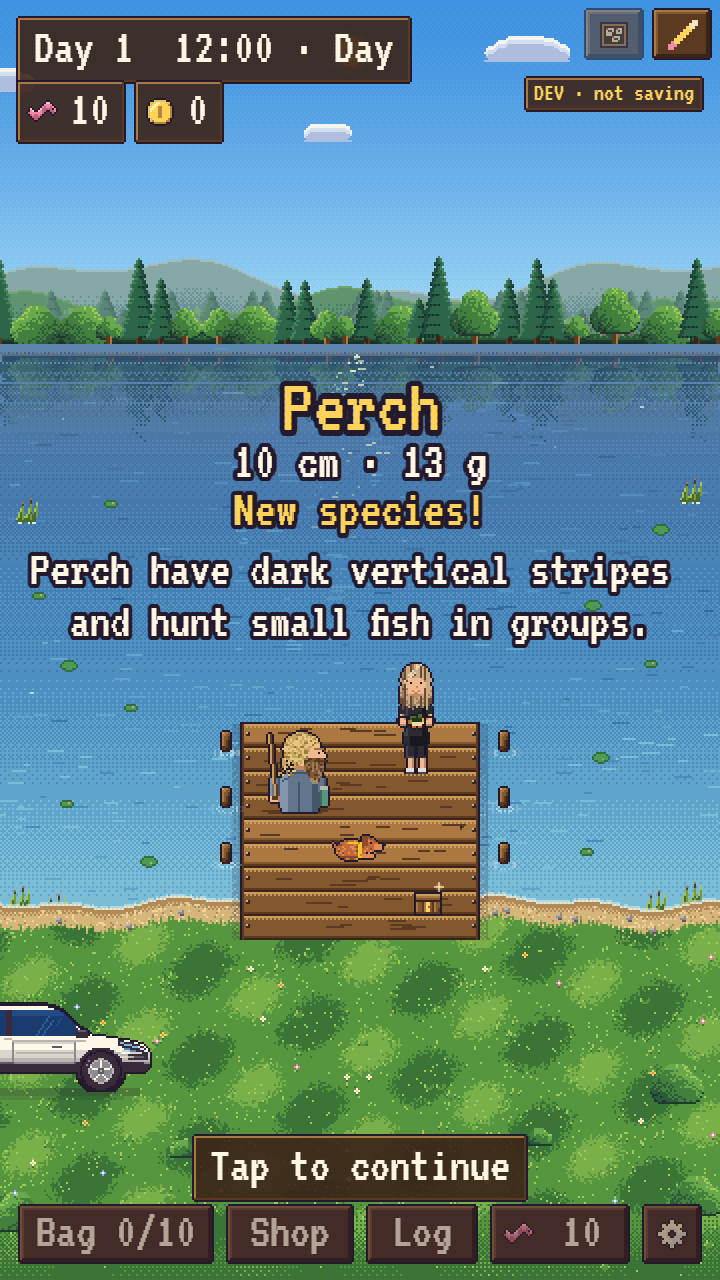 Day 1 12:00 · Day
10
0
DEV · not saving
Perch
10 cm · 13 g
New species!
Perch have dark vertical stripes
and hunt small fish in groups.
Tap to continue
Bag 0/10
Shop
Log
10